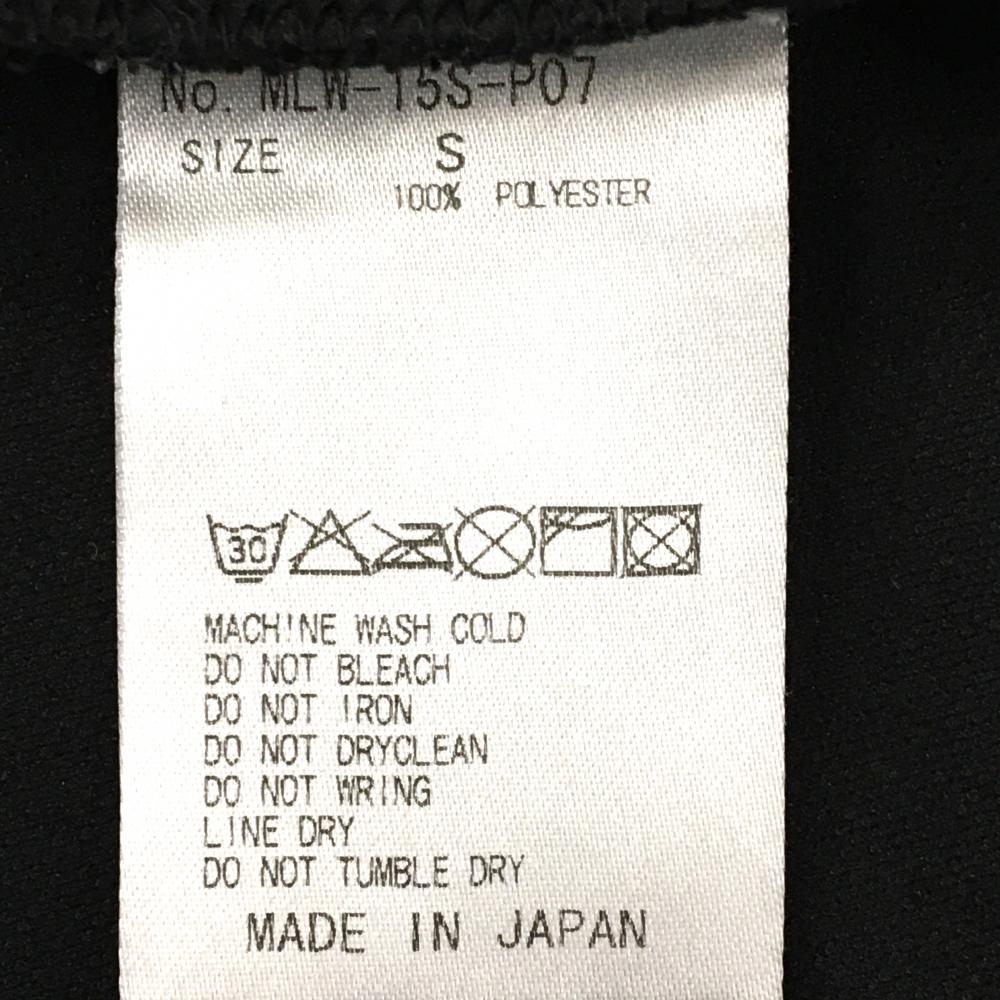 No. MLW-15S-P07
SIZE S
100% POLYESTER
30
MACHINE WASH COLD
DO NOT BLEACH
DO NOT IRON
DO NOT DRYCLEAN
DO NOT WRING
LINE DRY
DO NOT TUMBLE DRY
MADE IN JAPAN